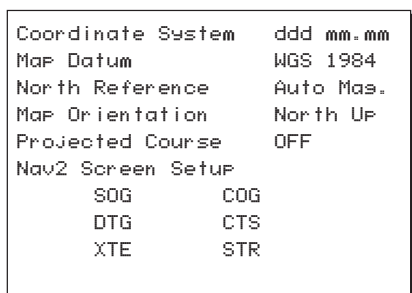 Coordinate System ddd mm.mm
Map Datum WGS 1984
North Reference Auto Mag.
Map Orientation North Up
Projected Course OFF
Nav2 Screen Setup
SOG COG
DTG CTS
XTE STR